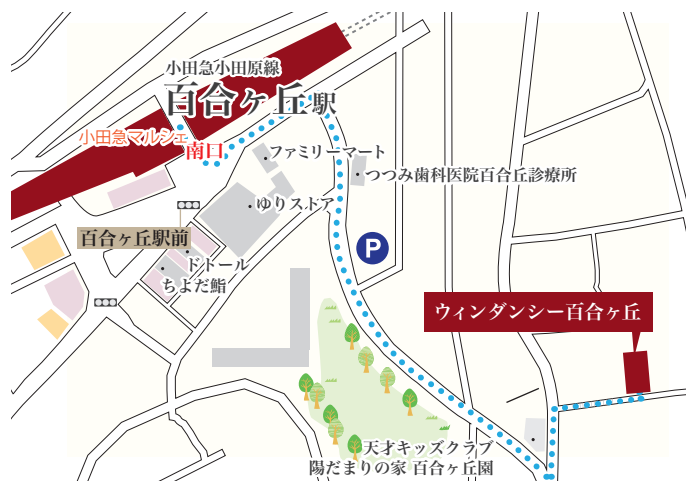 小田急小田原線
百合ヶ丘駅
小田急マルシェ
南口
ファミリーマート
つつみ歯科医院百合丘診療所
ゆりストア
百合ヶ丘駅前
ドトール
ちよだ鮨
P
ウィンダンシー百合ヶ丘
天才キッズクラブ
陽だまりの家 百合ヶ丘園